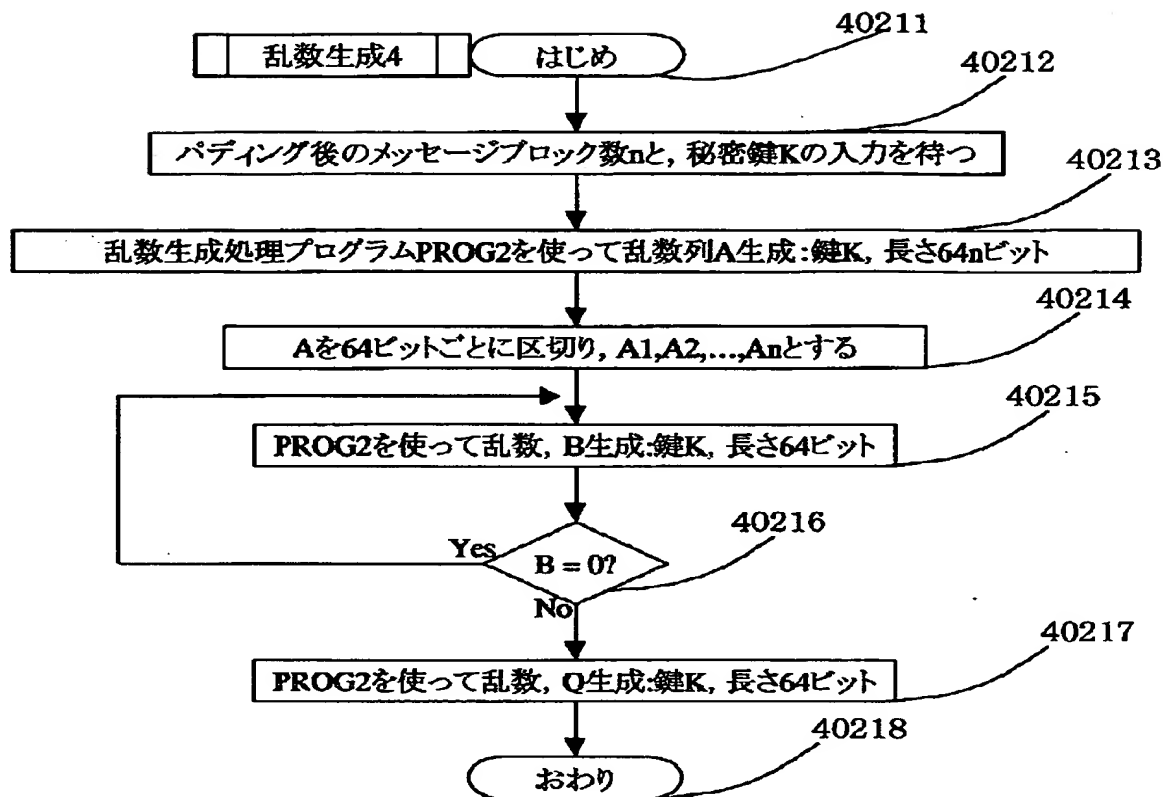 乱数生成4
はじめ
40211
40212
パディング後のメッセージブロック数nと, 秘密鍵Kの入力を待つ
40213
乱数生成処理プログラムPROG2を使って乱数列A生成:鍵K, 長さ64nビット
40214
Aを64ビットごとに区切り, A1,A2,...,Anとする
40215
PROG2を使って乱数, B生成:鍵K, 長さ64ビット
40216
Yes
B = 0?
No
40217
PROG2を使って乱数, Q生成:鍵K, 長さ64ビット
40218
おわり